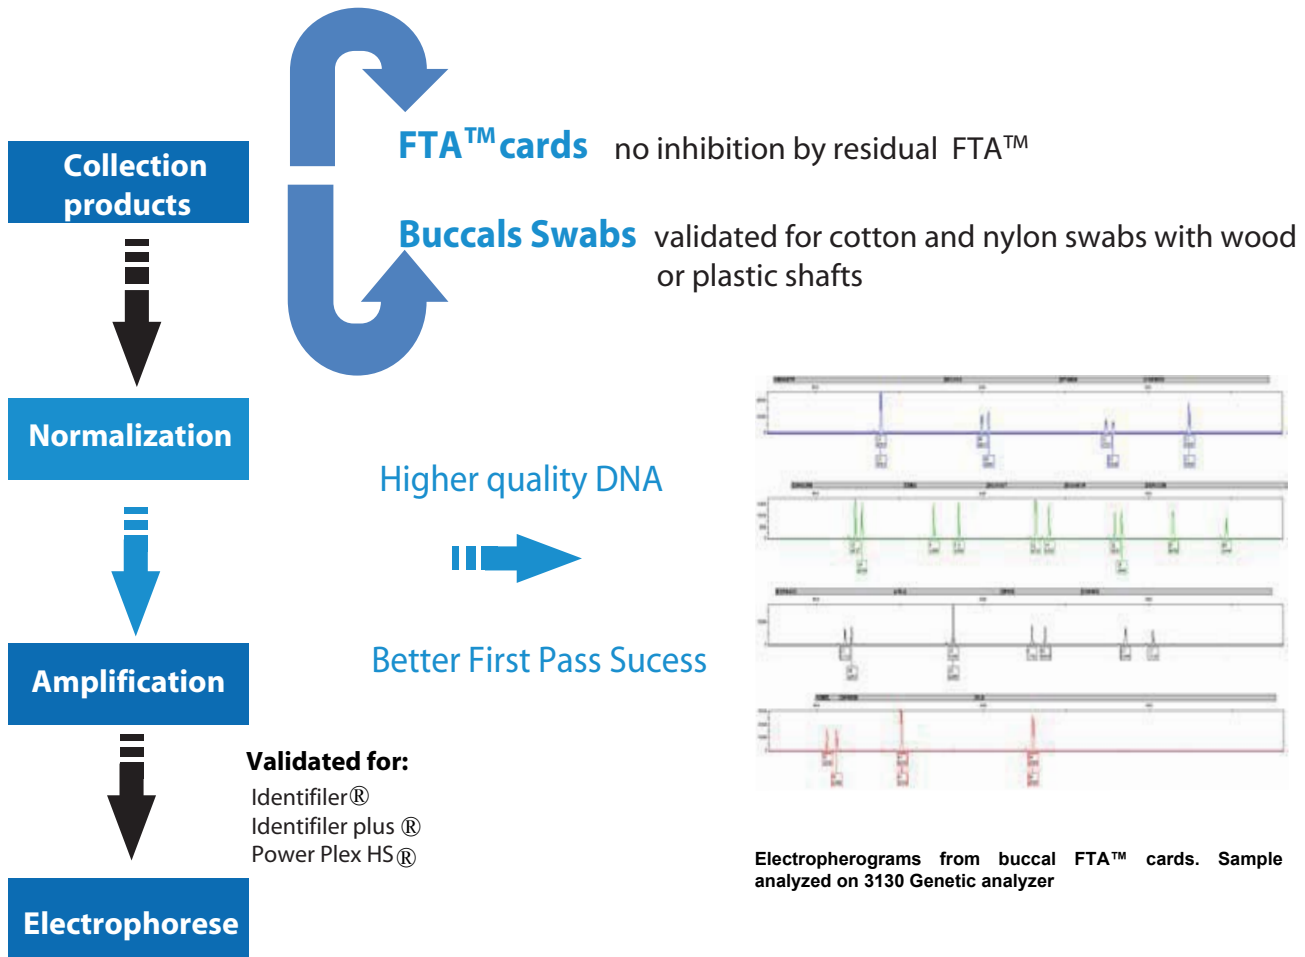 Collection
products
FTA™ cards no inhibition by residual FTA™
Buccals Swabs validated for cotton and nylon swabs with wood
or plastic shafts
Normalization
Higher quality DNA
Better First Pass Sucess
Amplification
Validated for:
Identifiler®
Identifiler plus ®
Power Plex HS®
Electrophorese
Electropherograms from buccal FTA™ cards. Sample
analyzed on 3130 Genetic analyzer